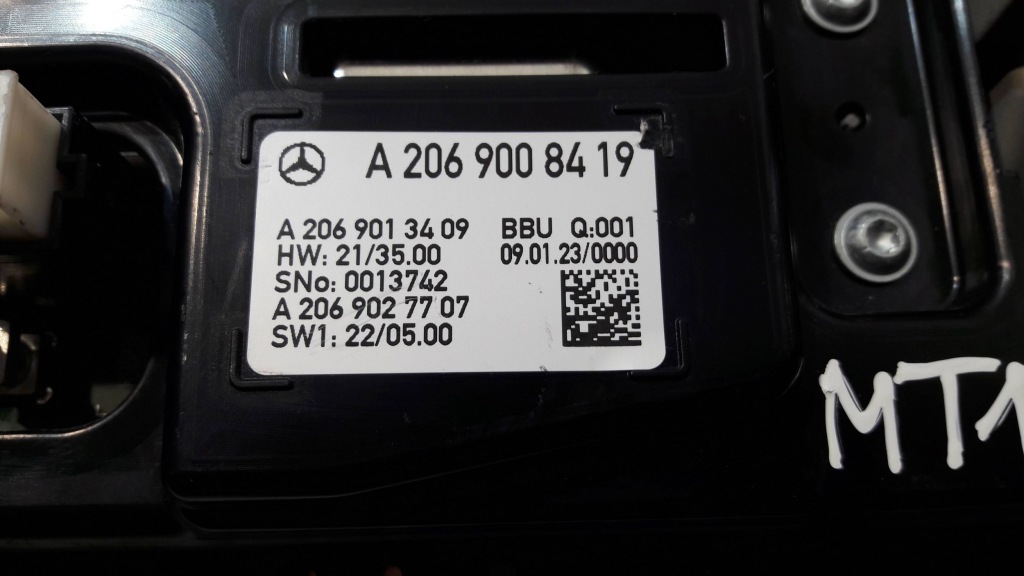 A 206 900 84 19
A 206 901 34 09 BBU Q:001
HW: 21/35.00 09.01.23/0000
SNo: 0013742
A 206 902 77 07
SW1: 22/05.00
MT1